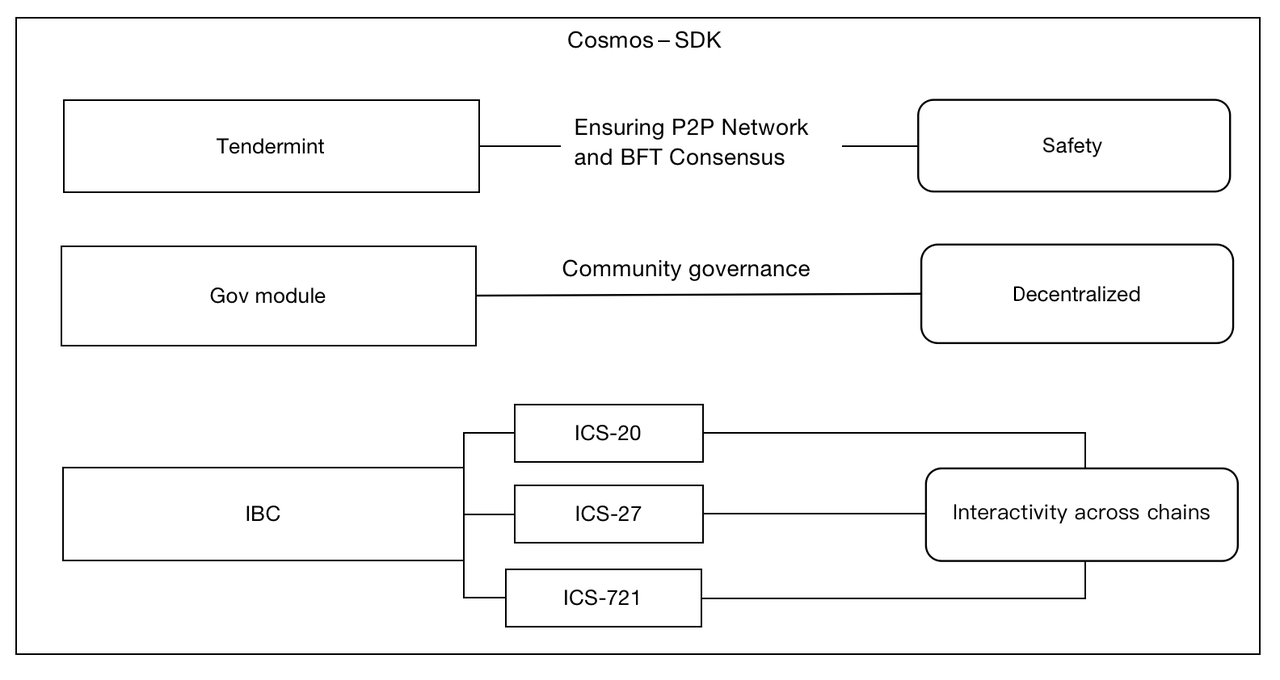 Cosmos – SDK
Tendermint
Ensuring P2P Network
and BFT Consensus
Safety
Gov module
Community governance
Decentralized
IBC
ICS-20
ICS-27
ICS-721
Interactivity across chains